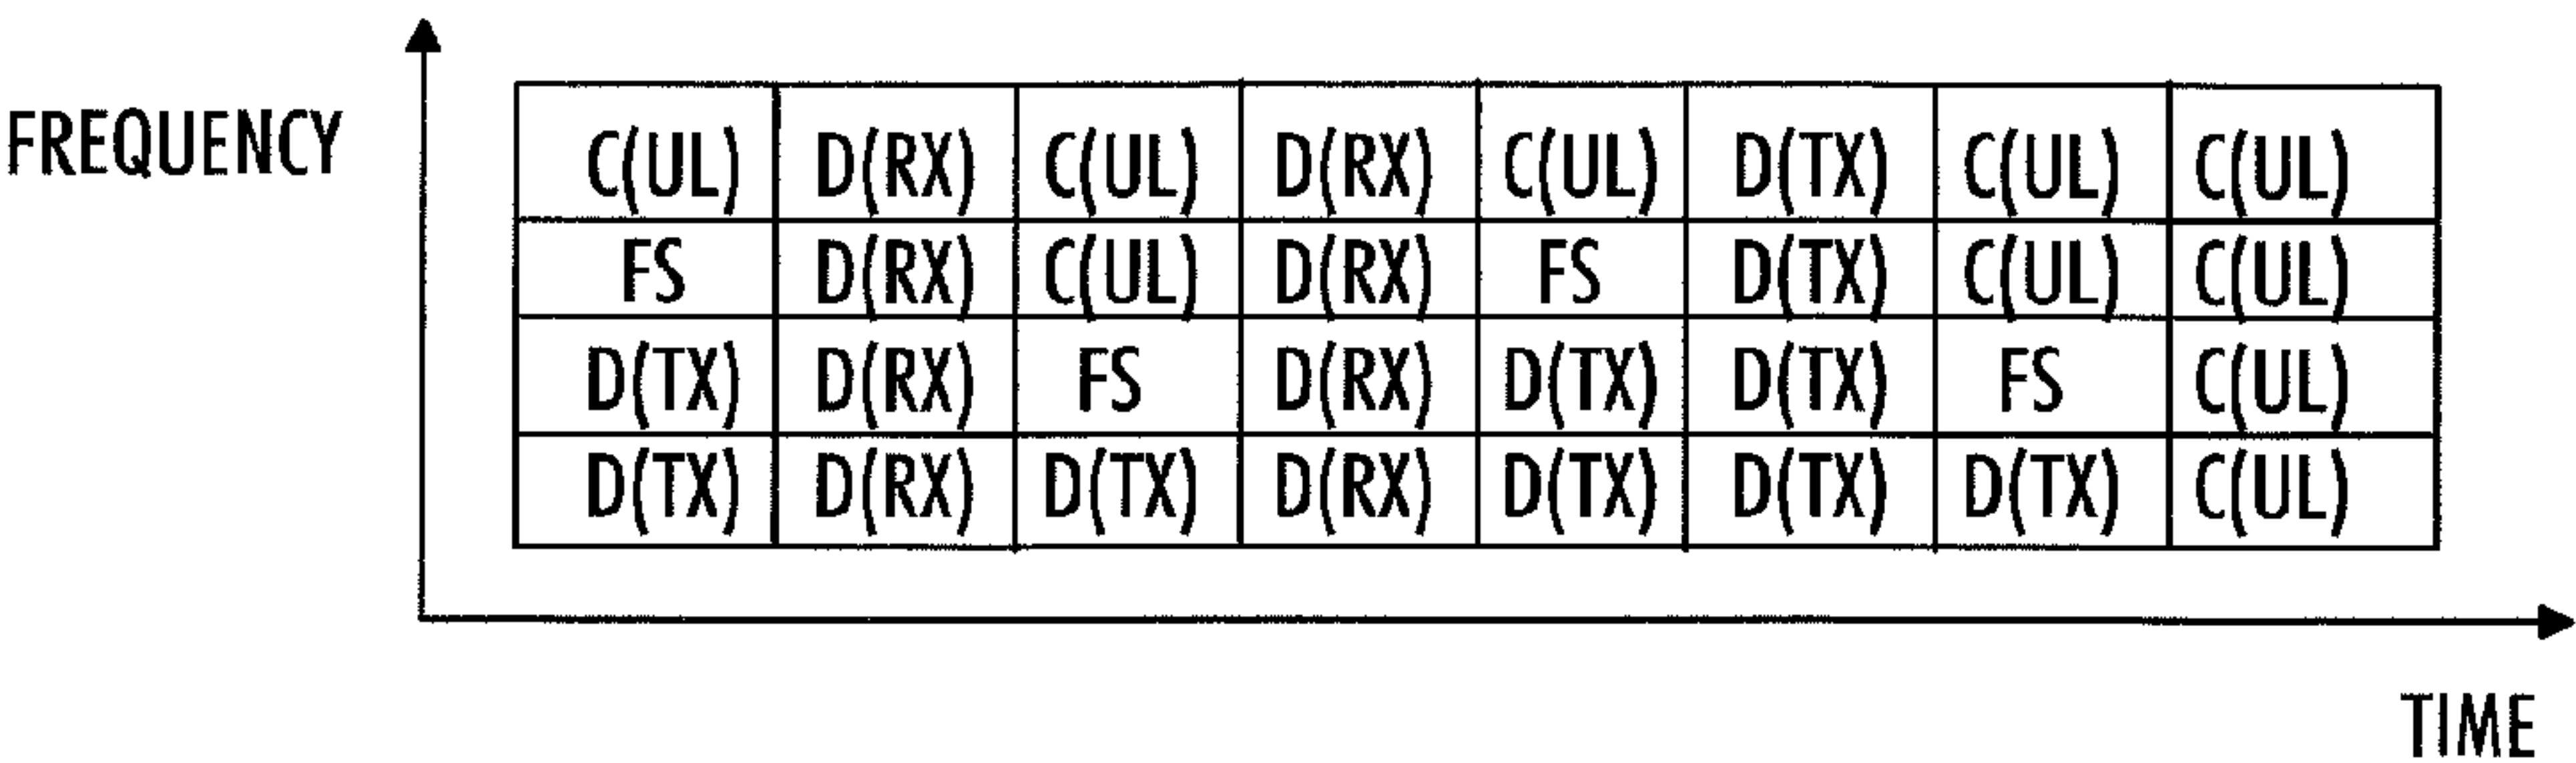 FREQUENCY
C(UL) D(RX) C(UL) D(RX) C(UL) D(TX) C(UL) C(UL)
FS D(RX) C(UL) D(RX) FS D(TX) C(UL) C(UL)
D(TX) D(RX) FS D(RX) D(TX) D(TX) FS C(UL)
D(TX) D(RX) D(TX) D(RX) D(TX) D(TX) D(TX) C(UL)
TIME